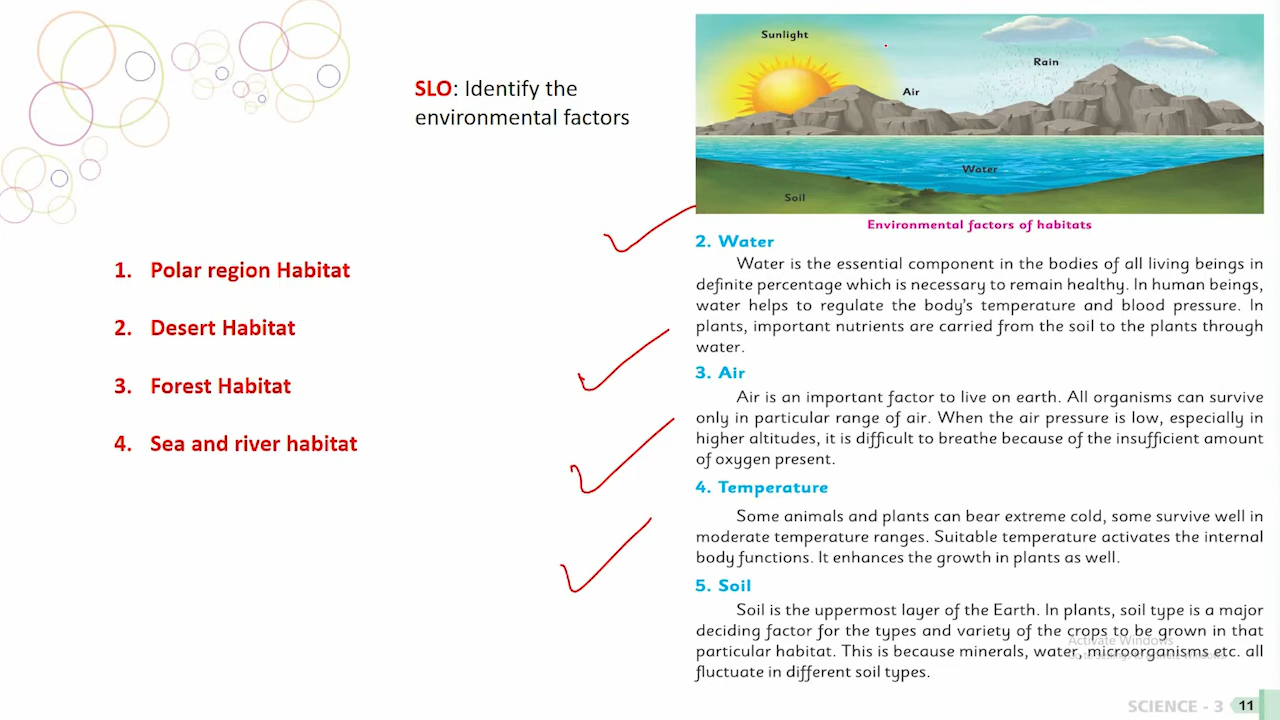 SLO: Identify the
environmental factors
1. Polar region Habitat
2. Desert Habitat
3. Forest Habitat
4. Sea and river habitat
Sunlight
Rain
Air
Water
Soil
Environmental factors of habitats
2. Water
Water is the essential component in the bodies of all living beings in
definite percentage which is necessary to remain healthy. In human beings,
water helps to regulate the body's temperature and blood pressure. In
plants, important nutrients are carried from the soil to the plants through
water.
3. Air
Air is an important factor to live on earth. All organisms can survive
only in particular range of air. When the air pressure is low, especially in
higher altitudes, it is difficult to breathe because of the insufficient amount
of oxygen present.
4. Temperature
Some animals and plants can bear extreme cold, some survive well in
moderate temperature ranges. Suitable temperature activates the internal
body functions. It enhances the growth in plants as well.
5. Soil
Soil is the uppermost layer of the Earth. In plants, soil type is a major
deciding factor for the types and variety of the crops to be grown in that
particular habitat. This is because minerals, water, microorganisms etc. all
fluctuate in different soil types.
Activate Windows
Go to Settings to activate Windows.
SCIENCE - 3 11